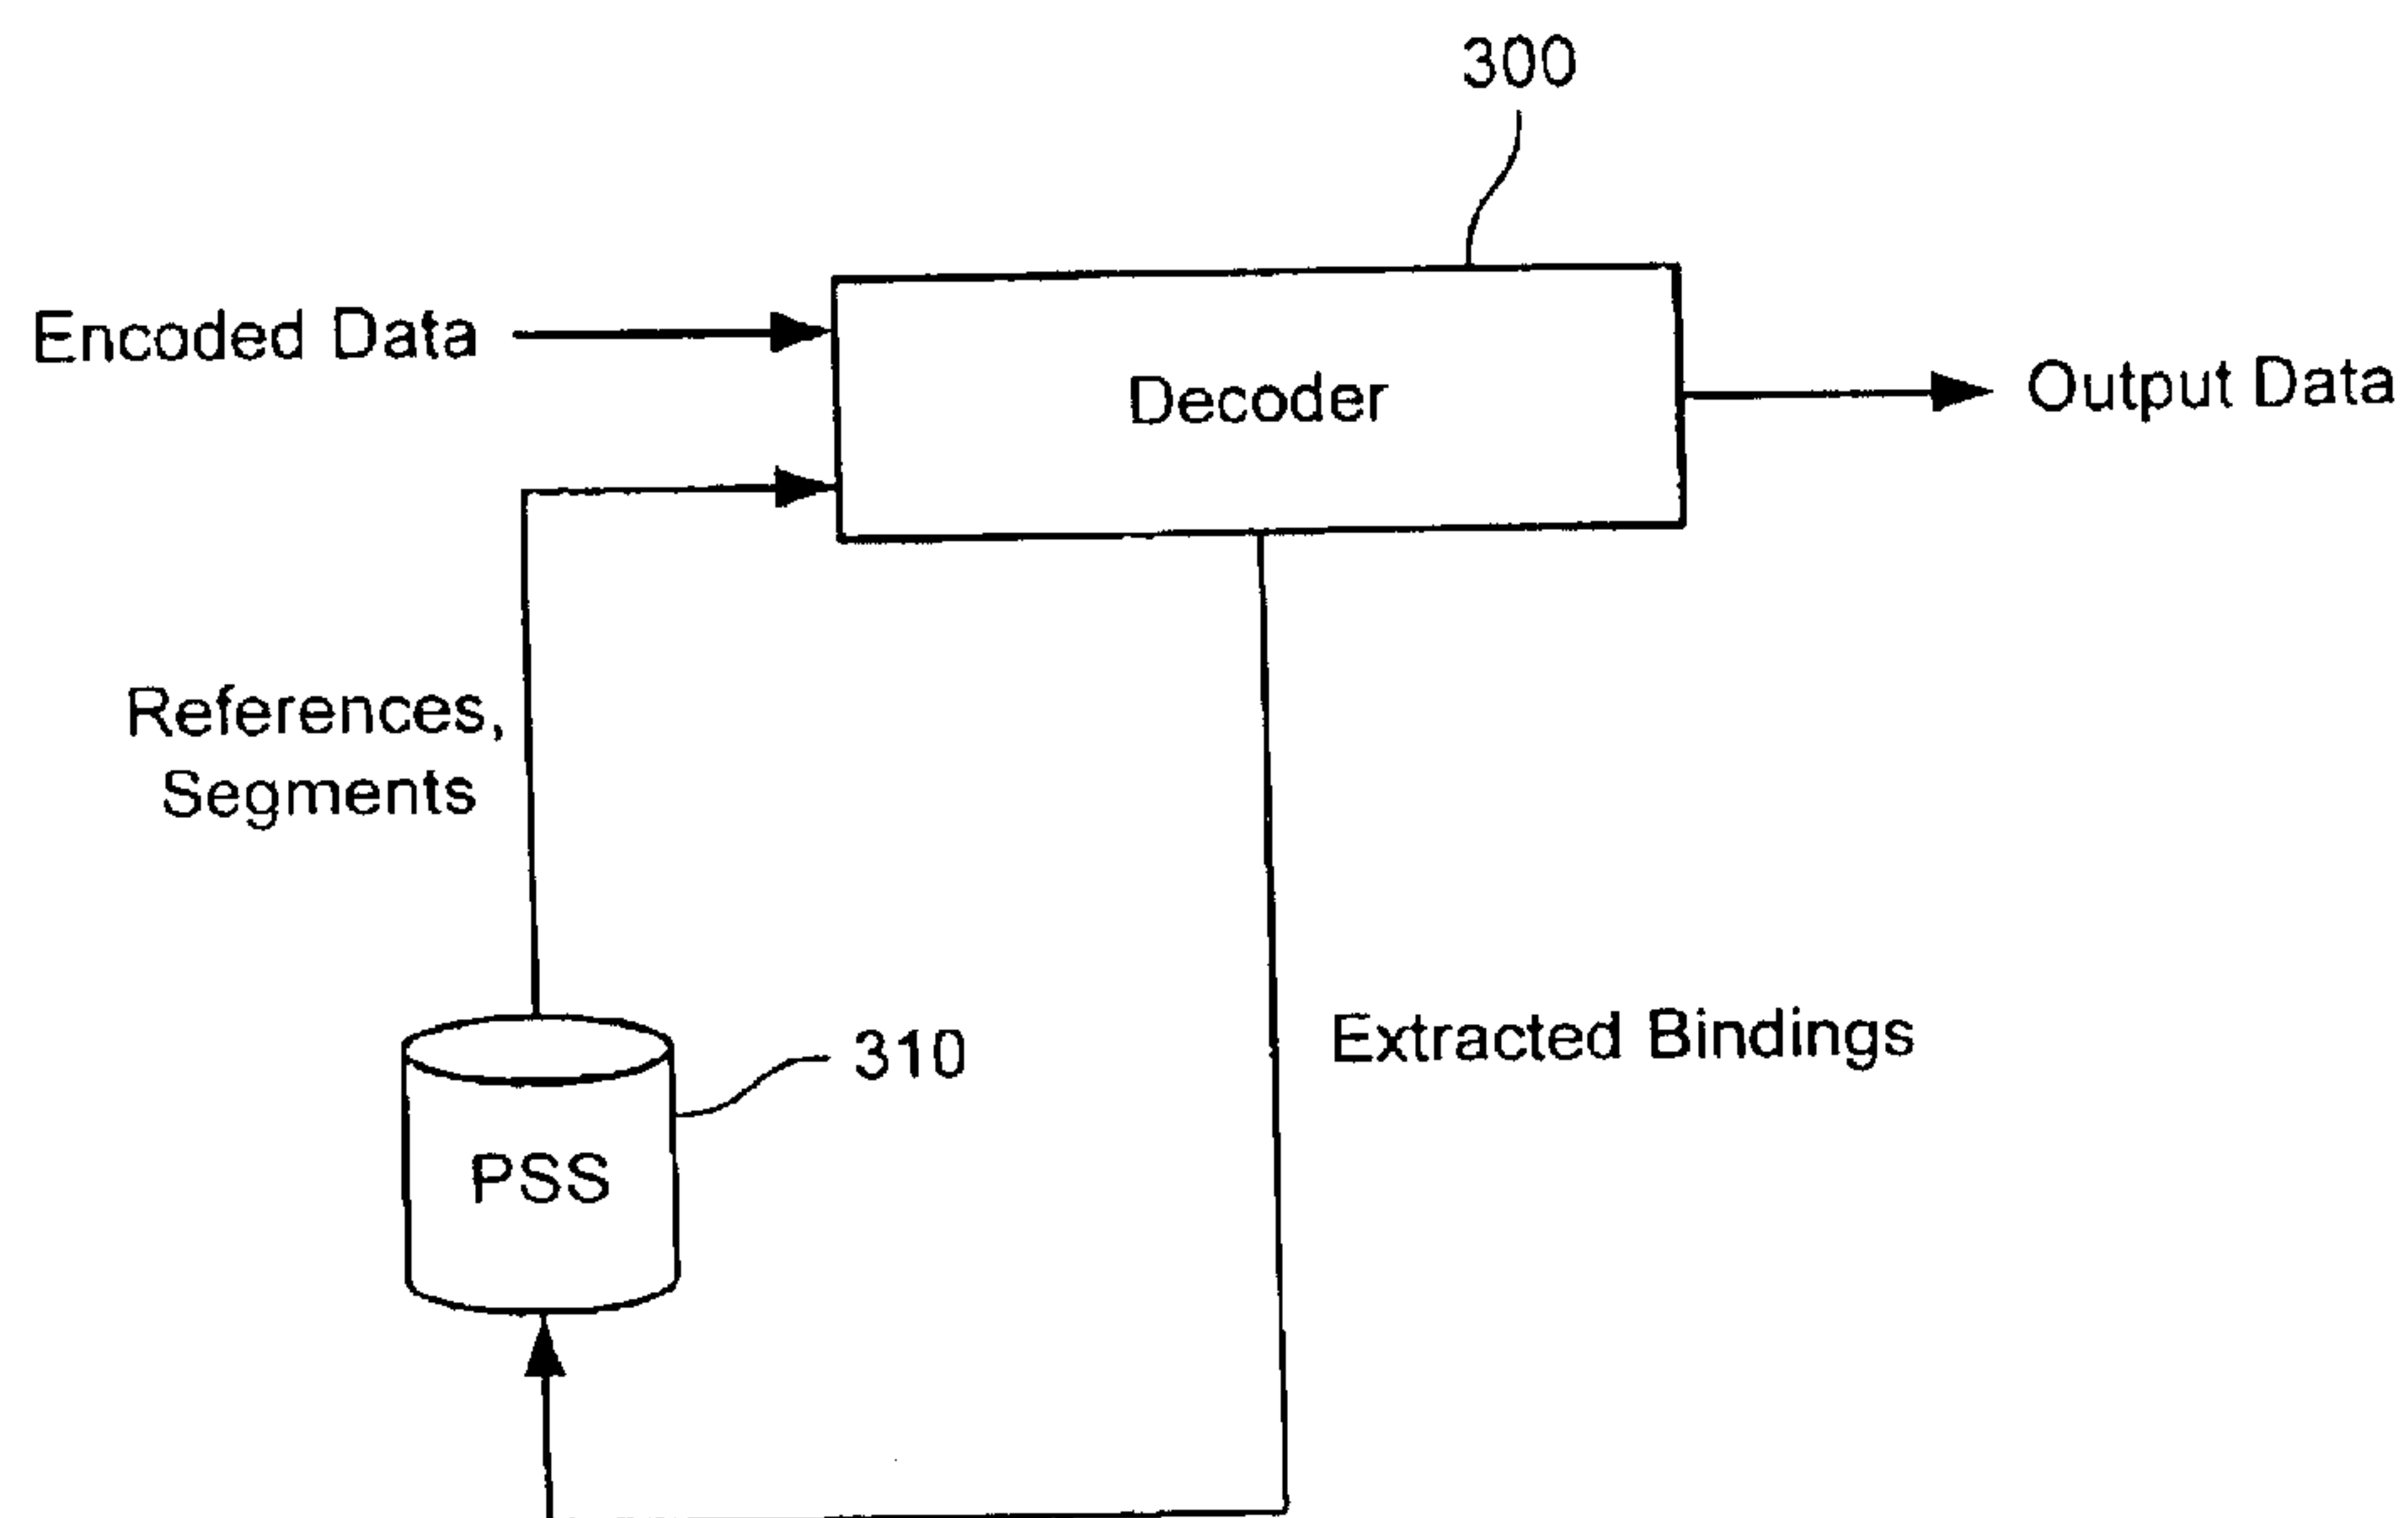 300
Encoded Data
Decoder
Output Data
References,
Segments
310
Extracted Bindings
PSS